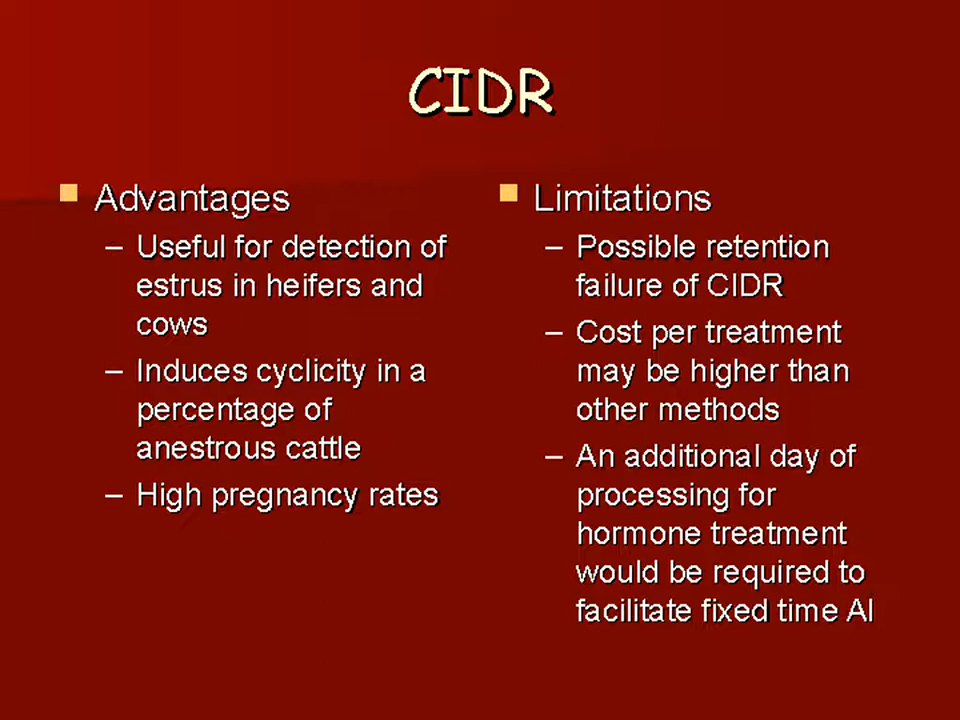 CIDR
Advantages
– Useful for detection of
estrus in heifers and
cows
– Induces cyclicity in a
percentage of
anestrous cattle
– High pregnancy rates
Limitations
– Possible retention
failure of CIDR
– Cost per treatment
may be higher than
other methods
– An additional day of
processing for
hormone treatment
would be required to
facilitate fixed time AI